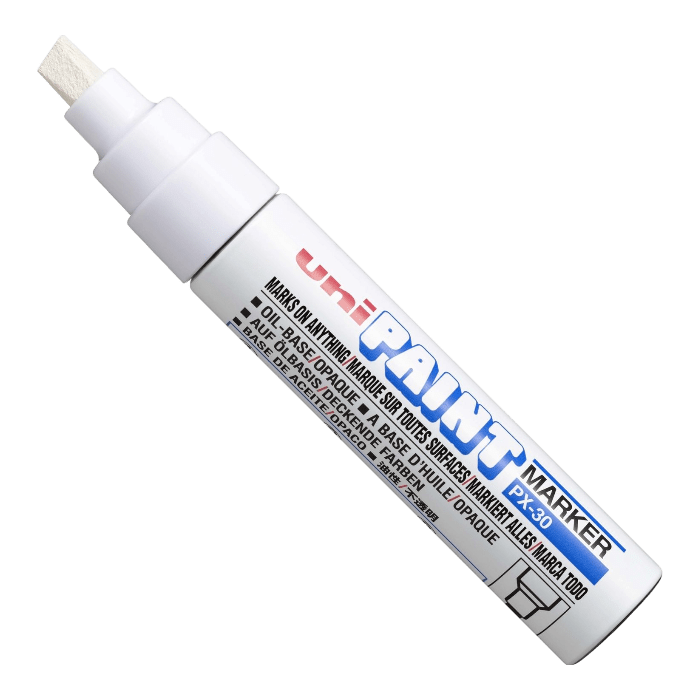 uni PAINT MARKER
PX-30
MARKS ON ANYTHING/MARQUE SUR TOUTES SURFACES/MARKIERT ALLES/MARCA TODO
■ OIL-BASE/OPAQUE ■ A BASE D'HUILE/OPAQUE
■ AUF ÖLBASIS/DECKENDE FARBEN
■ BASE DE ACEITE/OPACO ■ 油性/不透明